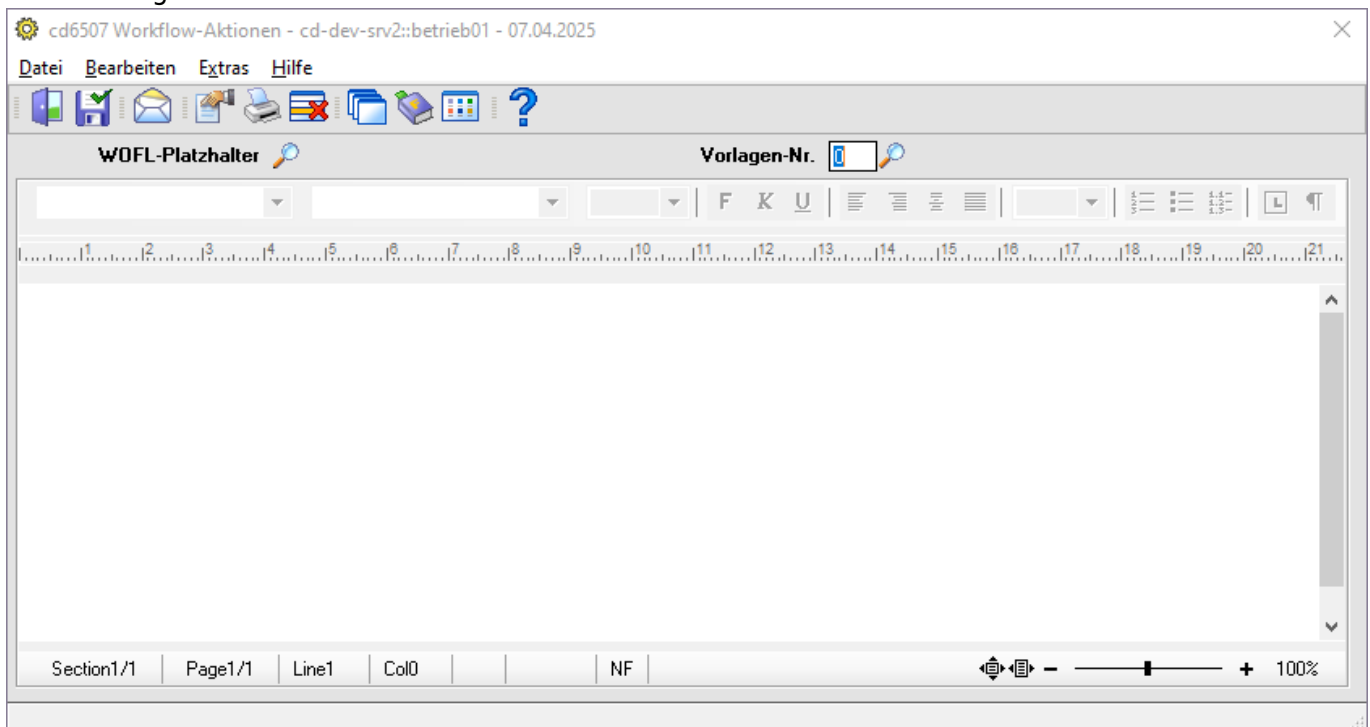 cd6507 Workflow-Aktionen - cd-dev-srv2::betrieb01 - 07.04.2025
Datei Bearbeiten Extras Hilfe
WOFL-Platzhalter Vorlagen-Nr. 0
F K U
1 2 3 4 5 6 7 8 9 10 11 12 13 14 15 16 17 18 19 20 21
Section1/1 Page1/1 Line1 Col0 NF 100%